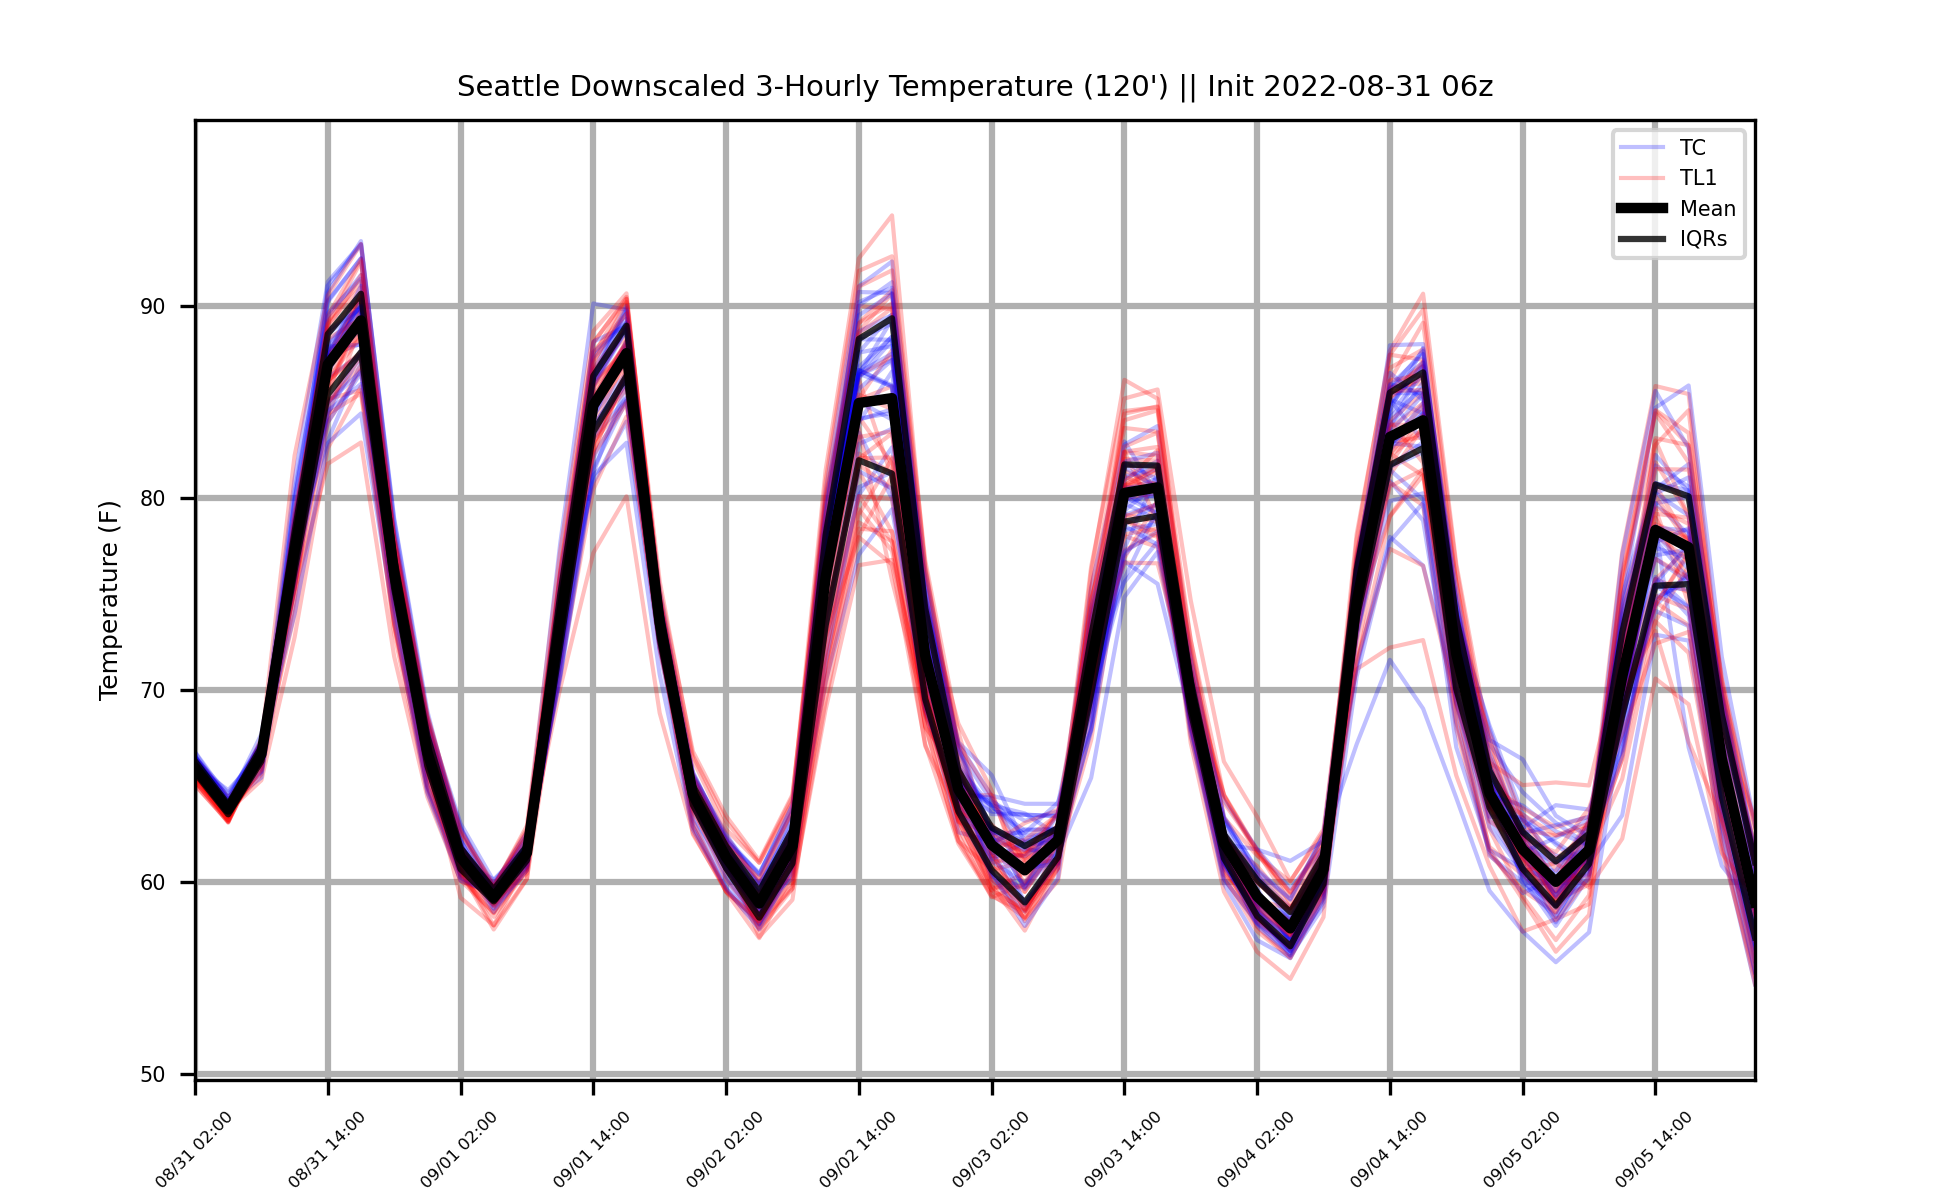 Seattle Downscaled 3-Hourly Temperature (120') || Init 2022-08-31 06z
TC
TL1
Mean
IQRs
Temperature (F)
90
80
70
60
50
08/31 02:00
08/31 14:00
09/01 02:00
09/01 14:00
09/02 02:00
09/02 14:00
09/03 02:00
09/03 14:00
09/04 02:00
09/04 14:00
09/05 02:00
09/05 14:00